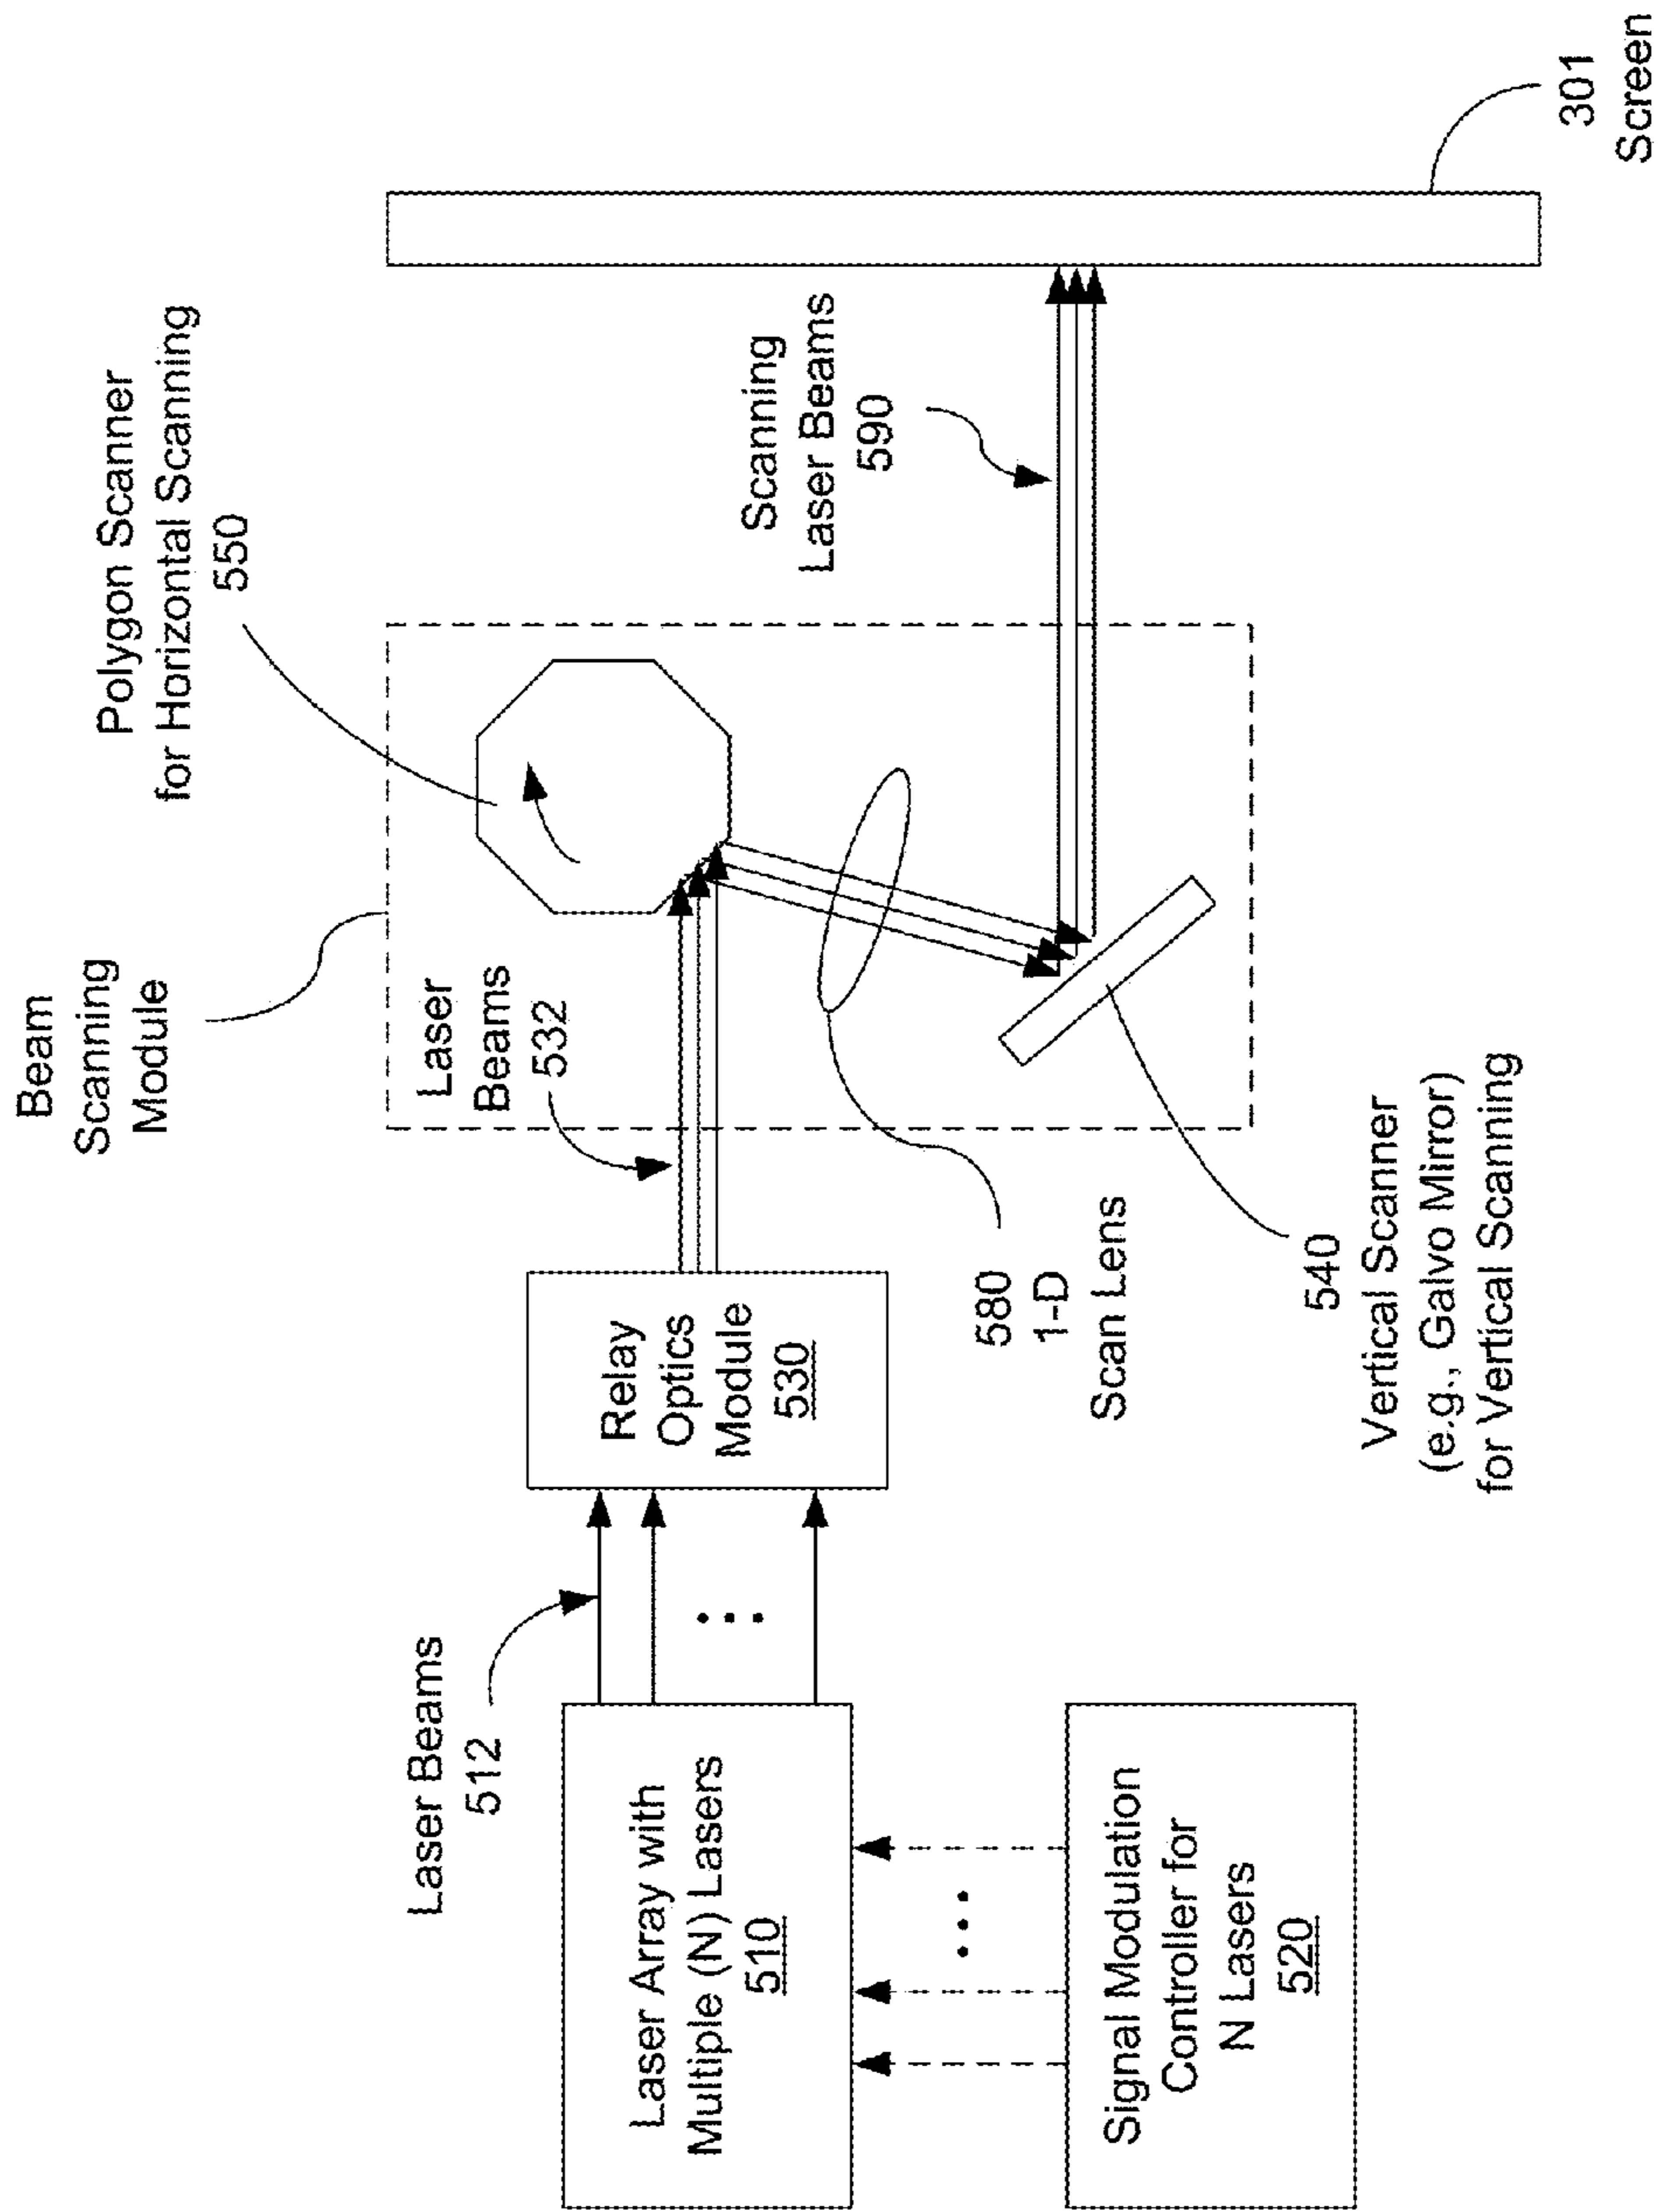 Beam
Scanning
Module
Polygon Scanner
for Horizontal Scanning
550
Laser Beams
512
Laser
Beams
532
Scanning
Laser Beams
590
Laser Array with
Multiple (N) Lasers
510
Relay
Optics
Module
530
580
1-D
Scan Lens
Signal Modulation
Controller for
N Lasers
520
540
Vertical Scanner
(e.g., Galvo Mirror)
for Vertical Scanning
301
Screen